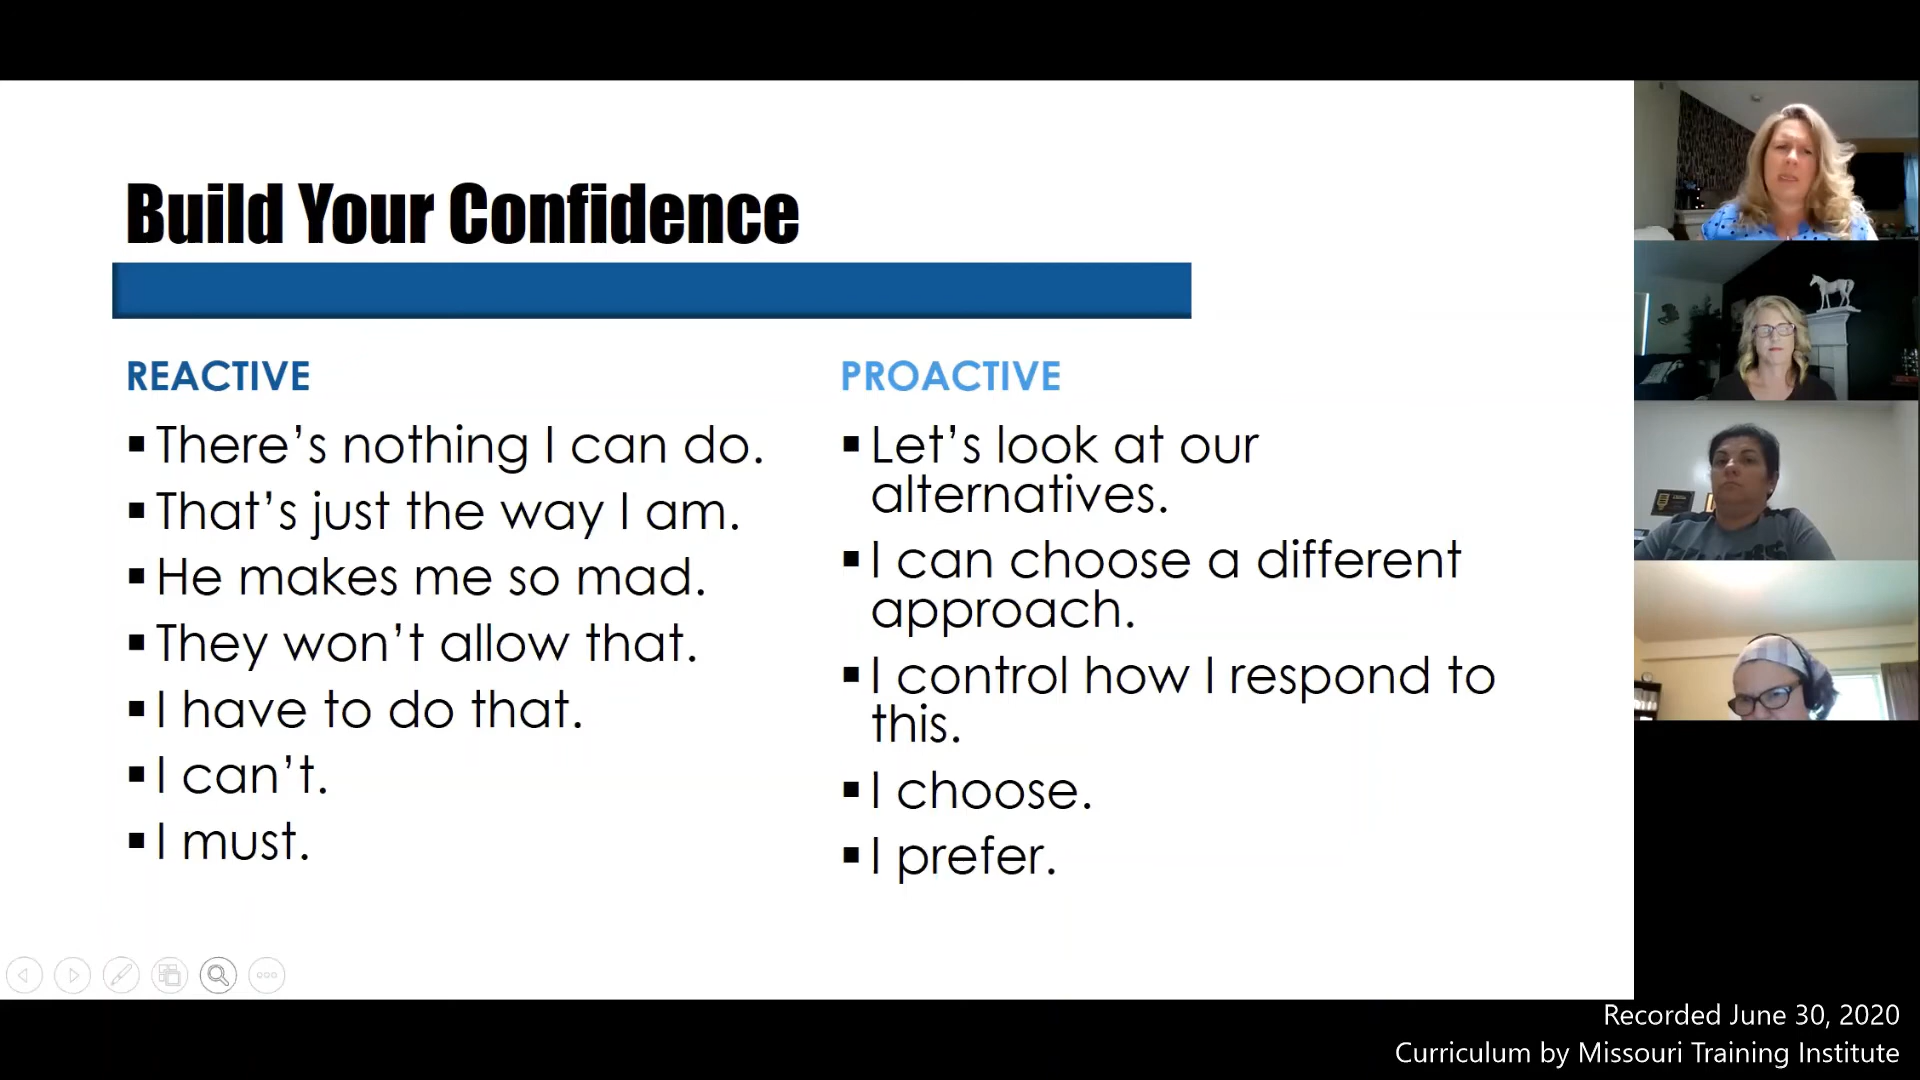 Build Your Confidence
REACTIVE
▪ There's nothing I can do.
▪ That's just the way I am.
▪ He makes me so mad.
▪ They won't allow that.
▪ I have to do that.
▪ I can't.
▪ I must.
PROACTIVE
▪ Let's look at our
alternatives.
▪ I can choose a different
approach.
▪ I control how I respond to
this.
▪ I choose.
▪ I prefer.
Recorded June 30, 2020
Curriculum by Missouri Training Institute